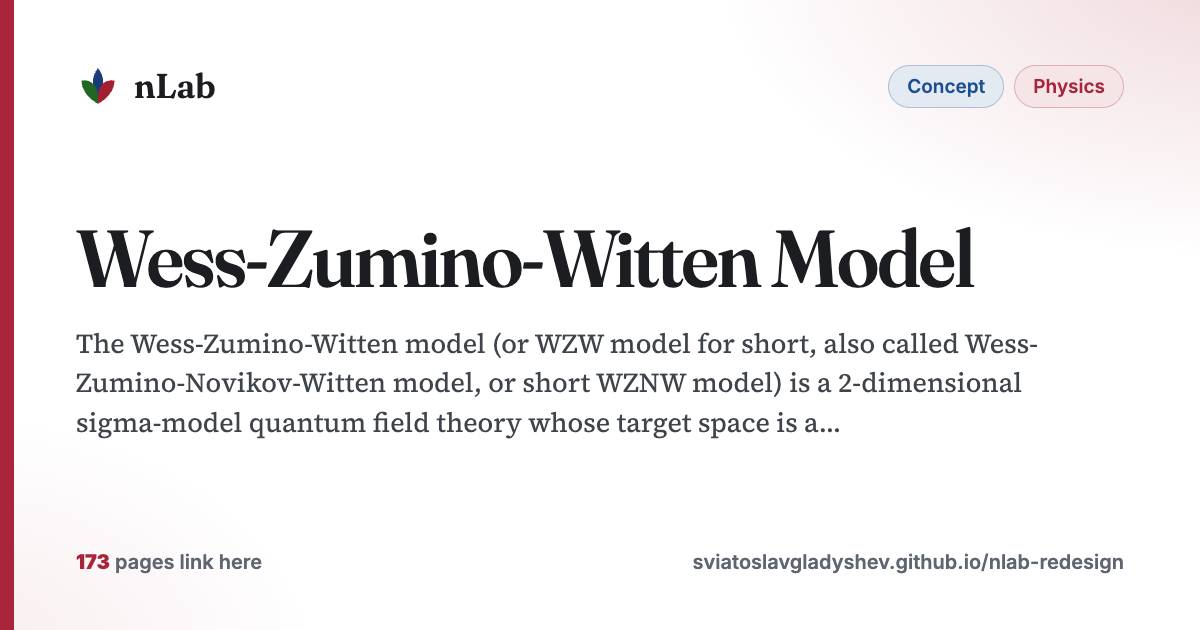 nLab
Concept
Physics
Wess-Zumino-Witten Model
The Wess-Zumino-Witten model (or WZW model for short, also called Wess-
Zumino-Novikov-Witten model, or short WZNW model) is a 2-dimensional
sigma-model quantum field theory whose target space is a...
173 pages link here
sviatoslavgladyshev.github.io/nlab-redesign